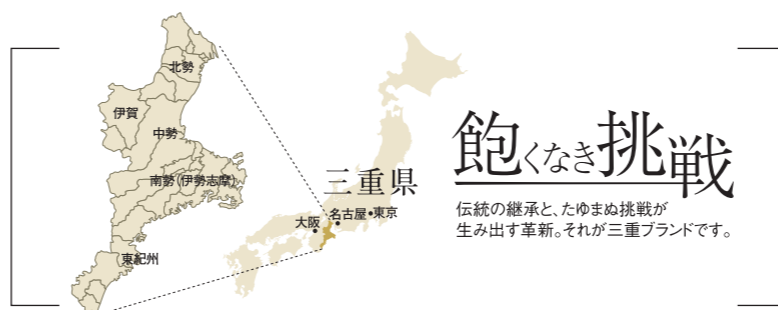 北勢
伊賀
中勢
南勢(伊勢志摩)
東紀州
三重県
大阪
名古屋
東京
飽くなき挑戦
伝統の継承と、たゆまぬ挑戦が
生み出す革新。それが三重ブランドです。